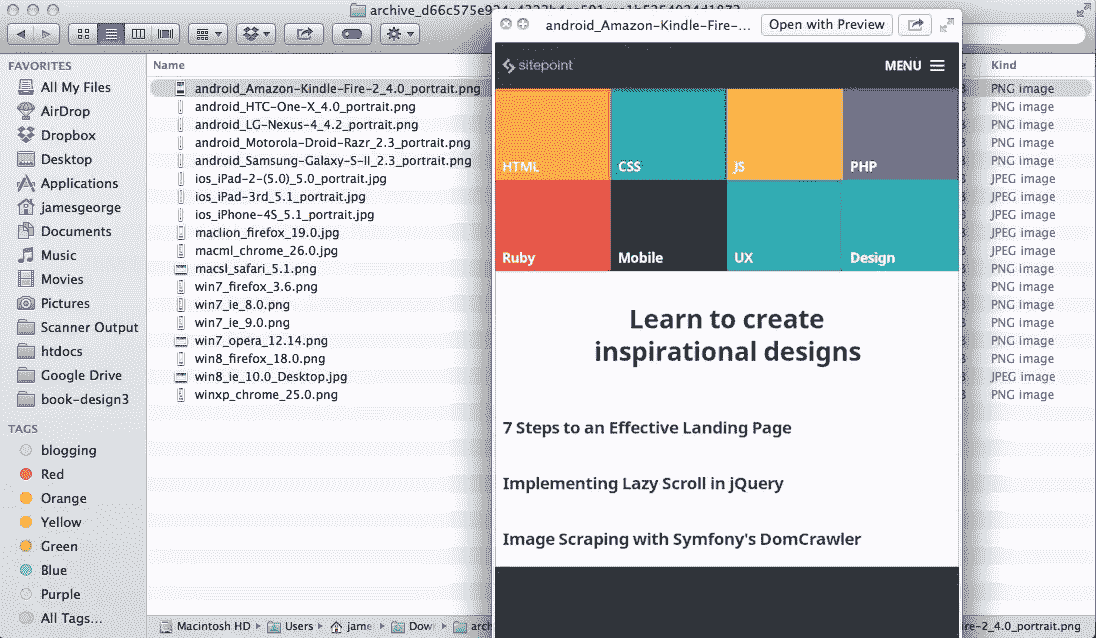 archive_d66c575e
android_Amazon-Kindle-Fire-...
Open with Preview
FAVORITES
All My Files
AirDrop
Dropbox
Desktop
Applications
jamesgeorge
Documents
Music
Movies
Pictures
Scanner Output
htdocs
Google Drive
book-design3
TAGS
blogging
Red
Orange
Yellow
Green
Blue
Purple
All Tags...
Name
android_Amazon-Kindle-Fire-2_4.0_portrait.png
android_HTC-One-X_4.0_portrait.png
android_LG-Nexus-4_4.2_portrait.png
android_Motorola-Droid-Razr_2.3_portrait.png
android_Samsung-Galaxy-S-II_2.3_portrait.png
ios_iPad-2-(5.0)_5.0_portrait.jpg
ios_iPad-3rd_5.1_portrait.jpg
ios_iPhone-4S_5.1_portrait.jpg
maclion_firefox_19.0.jpg
macml_chrome_26.0.jpg
macsl_safari_5.1.png
win7_firefox_3.6.png
win7_ie_8.0.png
win7_ie_9.0.png
win7_opera_12.14.png
win8_firefox_18.0.png
win8_ie_10.0_Desktop.jpg
winxp_chrome_25.0.png
sitepoint
MENU
HTML
CSS
JS
PHP
Ruby
Mobile
UX
Design
Learn to create
inspirational designs
7 Steps to an Effective Landing Page
Implementing Lazy Scroll in jQuery
Image Scraping with Symfony's DomCrawler
Kind
PNG image
PNG image
PNG image
PNG image
PNG image
JPEG image
JPEG image
JPEG image
JPEG image
JPEG image
PNG image
PNG image
PNG image
PNG image
PNG image
PNG image
JPEG image
PNG image
Macintosh HD
Users
jame
Dow
arch
re-2_4.0_portrait.png